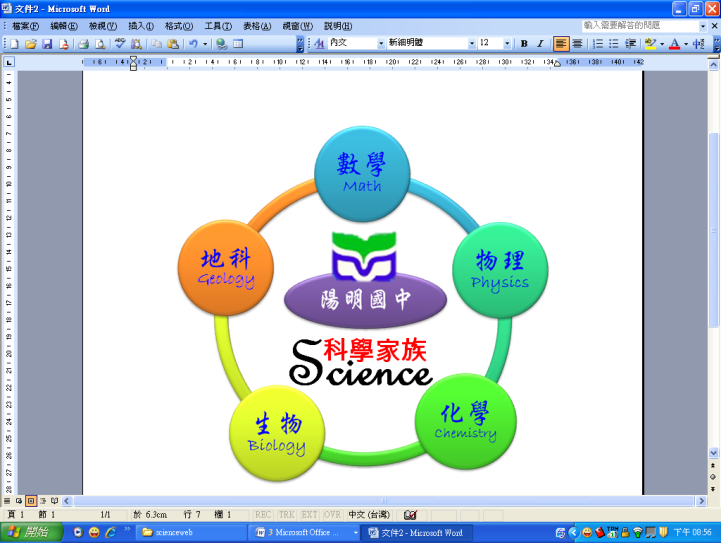 文件2 - Microsoft Word
檔案(F) 編輯(E) 檢視(V) 插入(I) 格式(O) 工具(T) 表格(A) 視窗(W) 說明(H) 輸入需要解答的問題
內文 新細明體 12 B I A
數學
Math
地科
Geology
物理
Physics
陽明國中
科學家族
Science
生物
Biology
化學
Chemistry
頁 1 節 1 1/1 於 6.3cm 行 7 欄 1 REC TRK EXT OVR 中文 (台灣)
開始 scienceweb 3 Microsoft Office ... 文件2 - Microsoft Word 下午 08:56